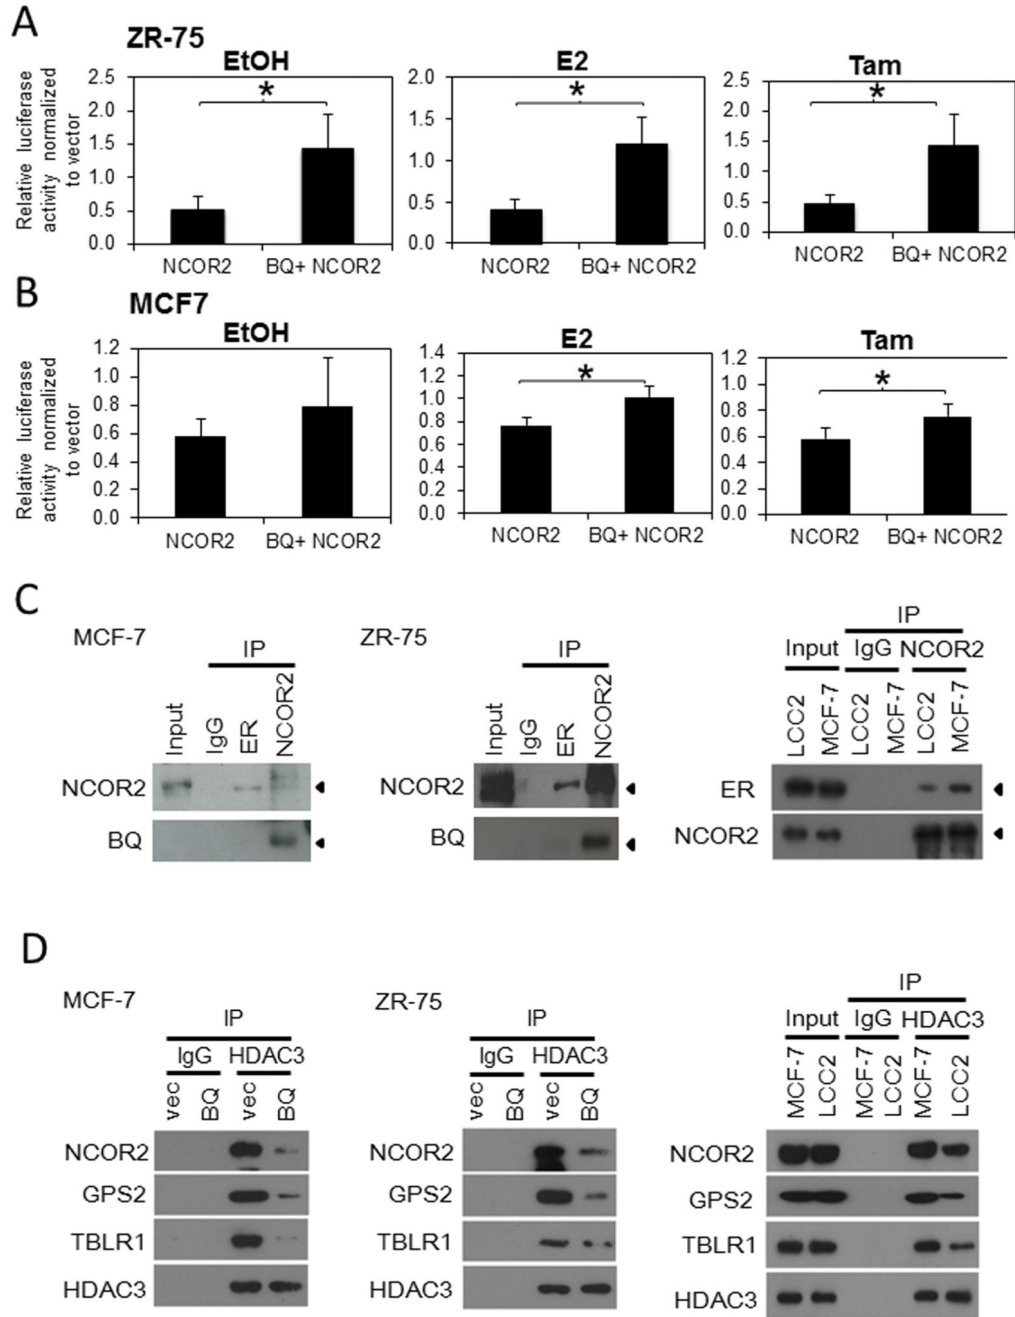 A
ZR-75
EtOH
E2
Tam
Relative luciferase
activity normalized
to vector
2.5
2.0
1.5
1.0
0.5
0.0
2.0
1.5
1.0
0.5
0.0
2.5
2.0
1.5
1.0
0.5
0.0
*
*
*
NCOR2
BQ+ NCOR2
NCOR2
BQ+ NCOR2
NCOR2
BQ+ NCOR2
B
MCF7
EtOH
E2
Tam
Relative luciferase
activity normalized
to vector
1.2
1.0
0.8
0.6
0.4
0.2
0.0
1.4
1.2
1.0
0.8
0.6
0.4
0.2
0.0
1.2
1.0
0.8
0.6
0.4
0.2
0.0
*
*
NCOR2
BQ+ NCOR2
NCOR2
BQ+ NCOR2
NCOR2
BQ+ NCOR2
C
MCF-7
IP
Input
IgG
ER
NCOR2
NCOR2
BQ
ZR-75
IP
Input
IgG
ER
NCOR2
NCOR2
BQ
IP
Input
IgG
NCOR2
LCC2
MCF-7
LCC2
MCF-7
LCC2
MCF-7
ER
NCOR2
D
MCF-7
IP
IgG
HDAC3
vec
BQ
vec
BQ
NCOR2
GPS2
TBLR1
HDAC3
ZR-75
IP
IgG
HDAC3
vec
BQ
vec
BQ
NCOR2
GPS2
TBLR1
HDAC3
IP
Input
IgG
HDAC3
MCF-7
LCC2
MCF-7
LCC2
MCF-7
LCC2
NCOR2
GPS2
TBLR1
HDAC3